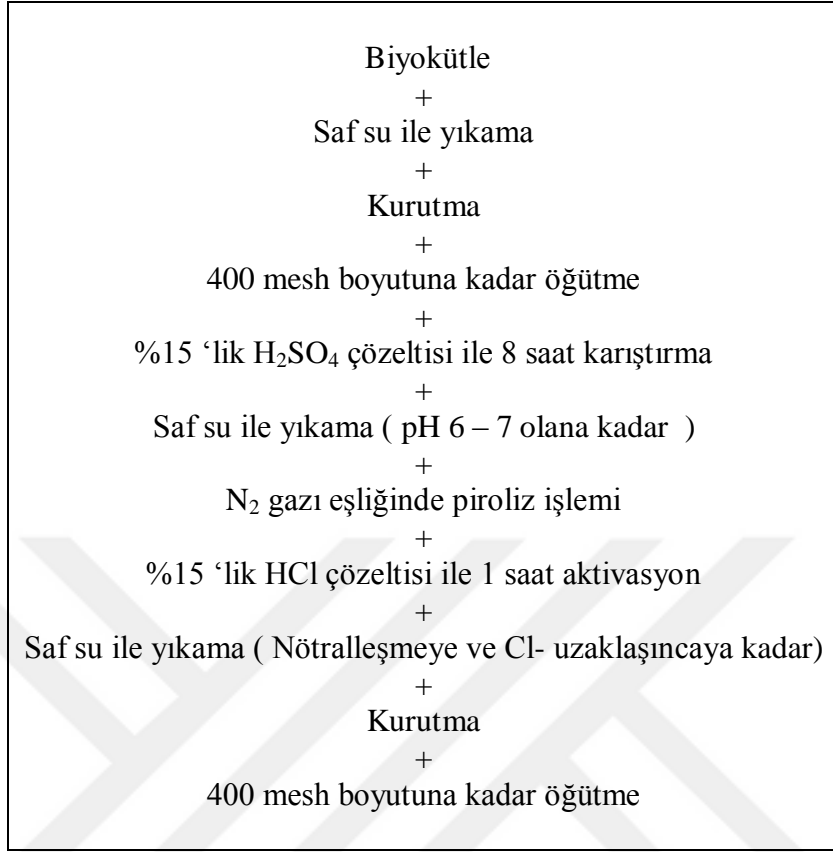 Biyokütle
+
Saf su ile yıkama
+
Kurutma
+
400 mesh boyutuna kadar öğütme
+
%15 ‘lik H₂SO₄ çözeltisi ile 8 saat karıştırma
+
Saf su ile yıkama ( pH 6 – 7 olana kadar )
+
N₂ gazı eşliğinde piroliz işlemi
+
%15 ‘lik HCl çözeltisi ile 1 saat aktivasyon
+
Saf su ile yıkama ( Nötralleşmeye ve Cl- uzaklaşıncaya kadar)
+
Kurutma
+
400 mesh boyutuna kadar öğütme